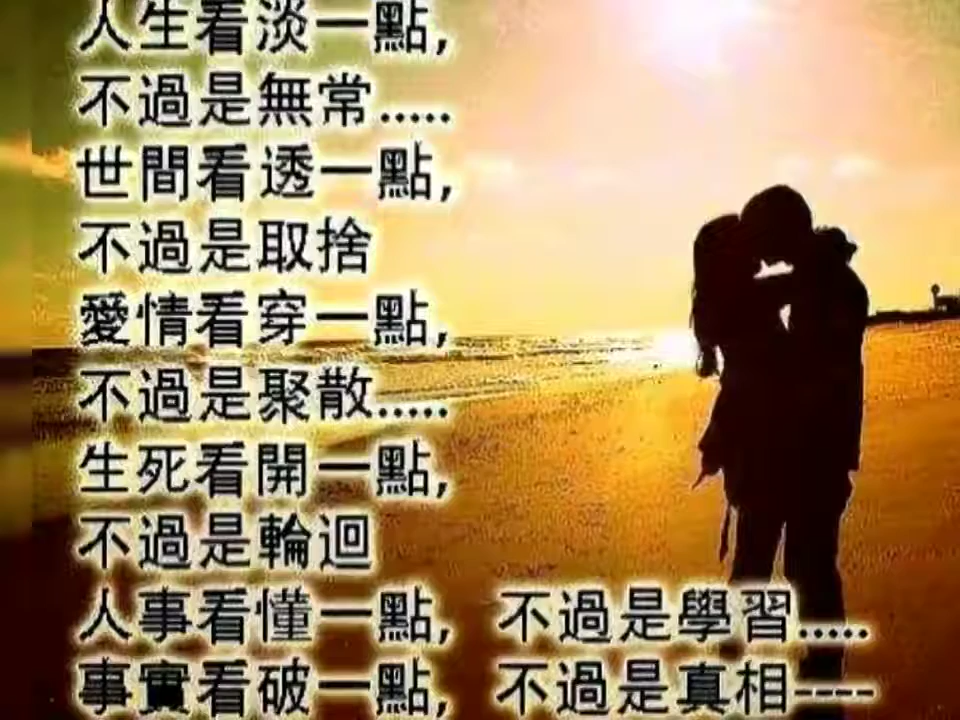 人生看淡一點,
不過是無常.....
世間看透一點,
不過是取捨
愛情看穿一點,
不過是聚散.....
生死看開一點,
不過是輪迴
人事看懂一點, 不過是學習.....
事實看破一點, 不過是真相----